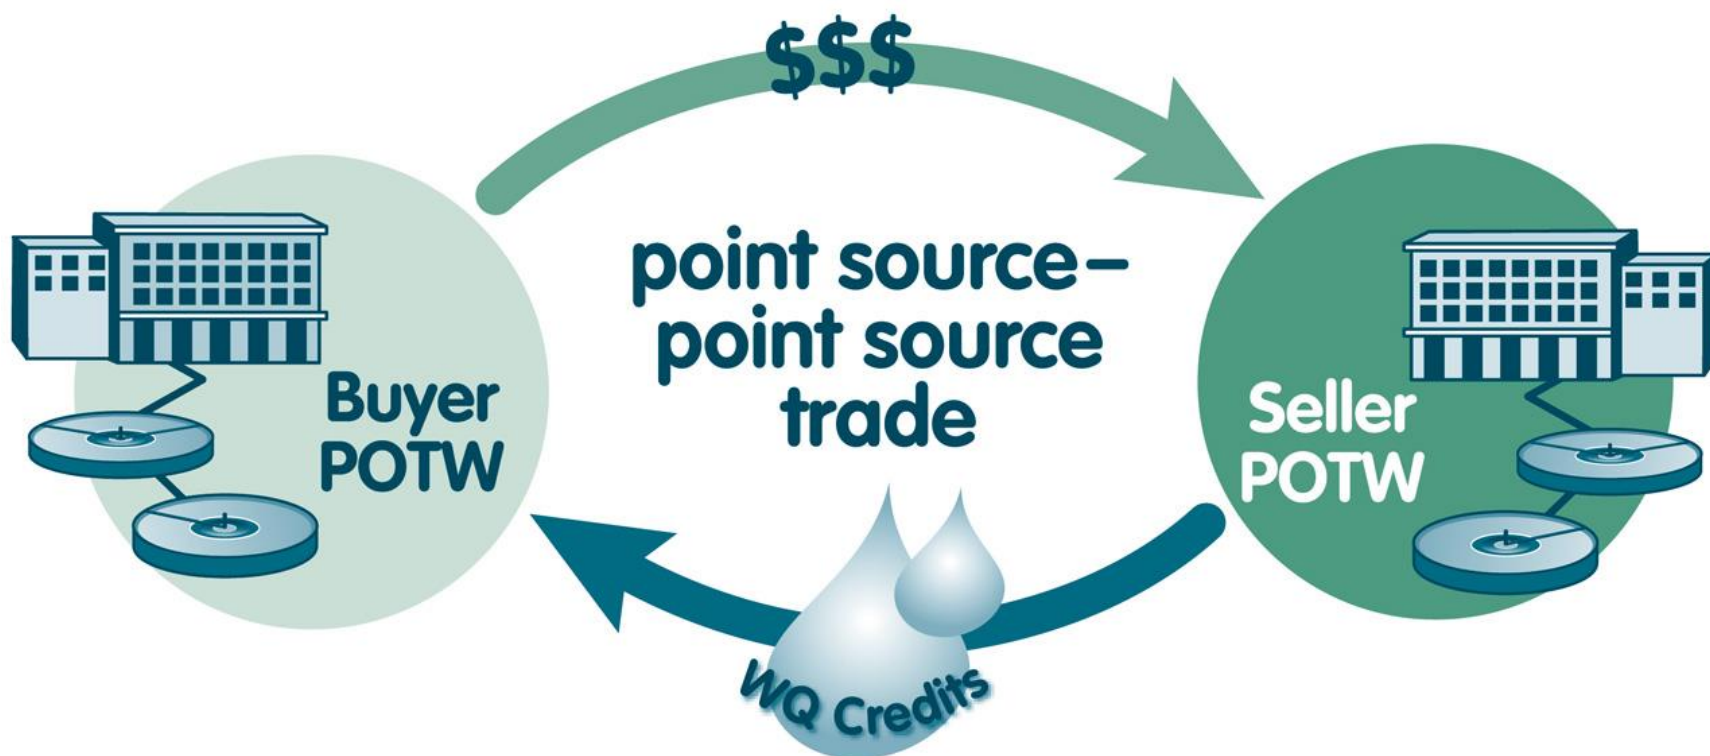 $$$
point source–
point source
trade
Buyer
POTW
Seller
POTW
WQ Credits